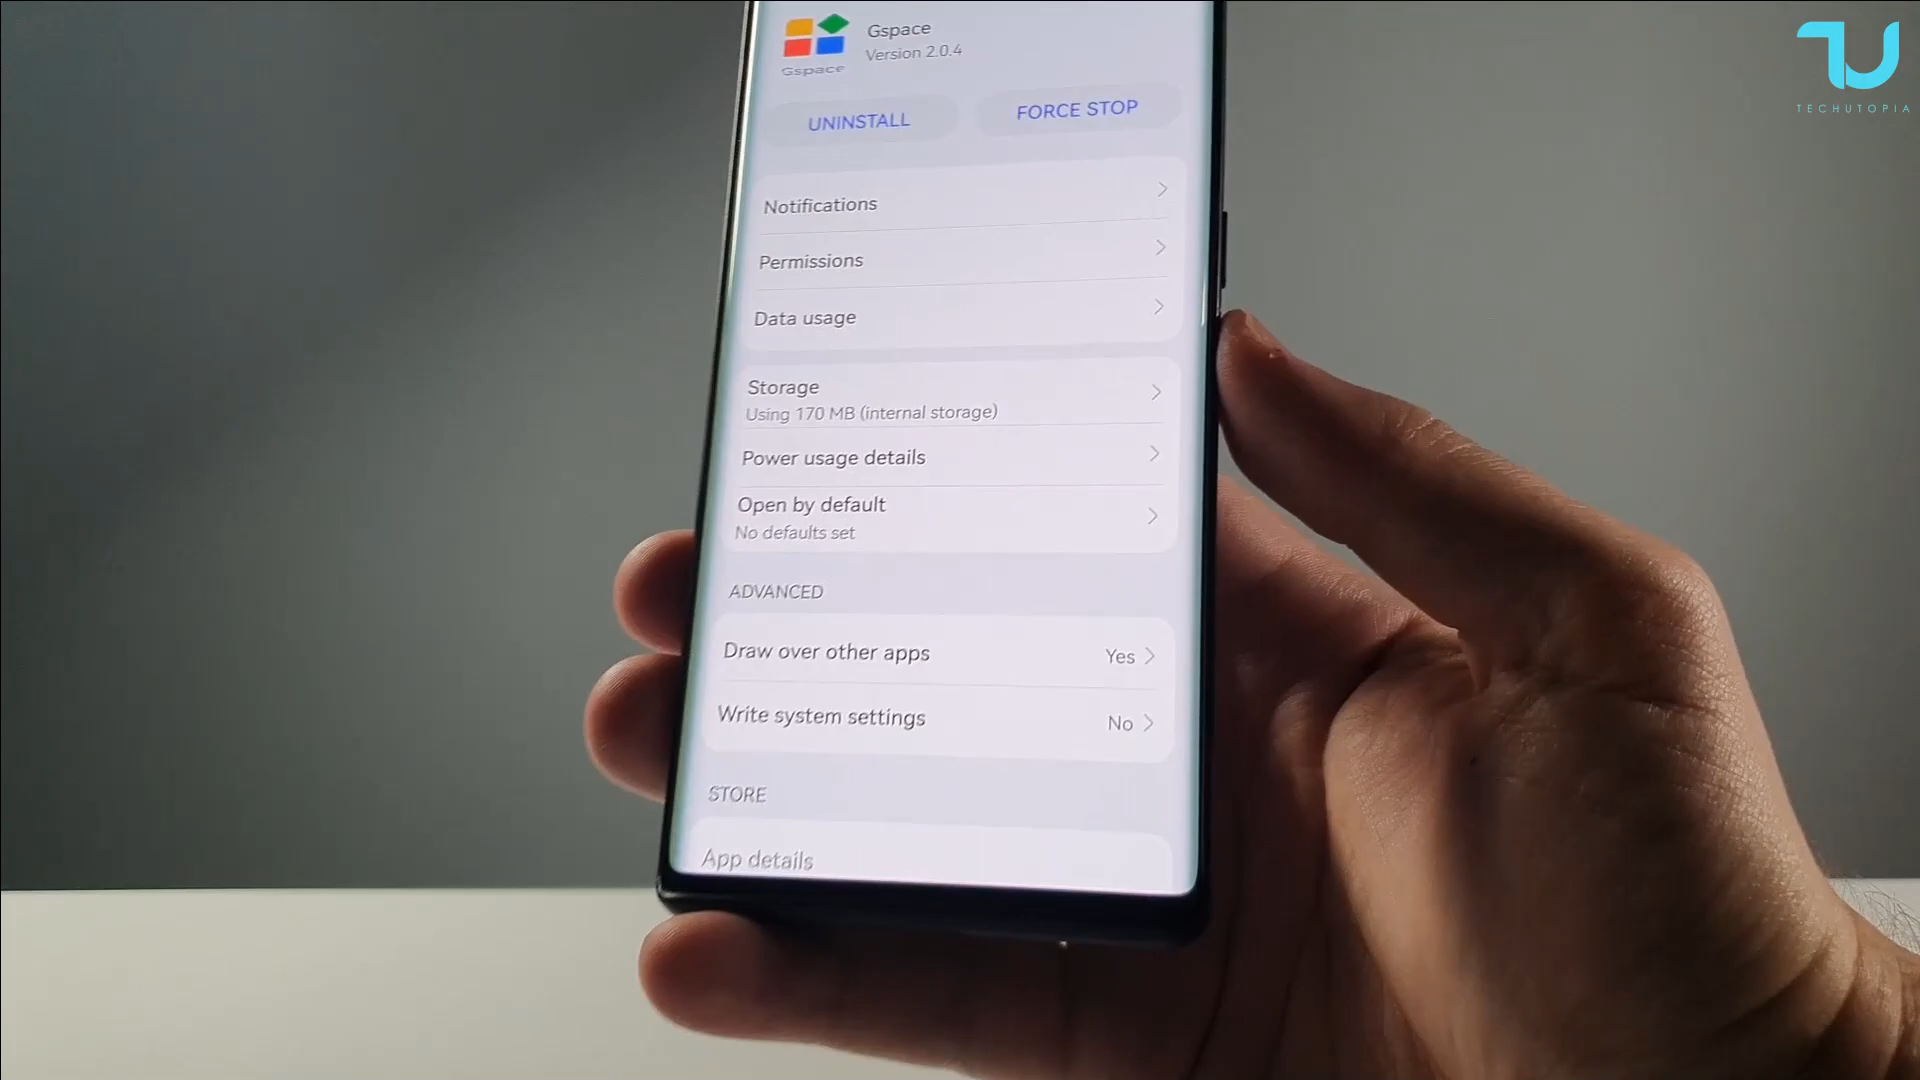 Gspace
Version 2.0.4
Gspace
UNINSTALL
FORCE STOP
Notifications
Permissions
Data usage
Storage
Using 170 MB (internal storage)
Power usage details
Open by default
No defaults set
ADVANCED
Draw over other apps
Yes
Write system settings
No
STORE
App details
TECHUTOPIA